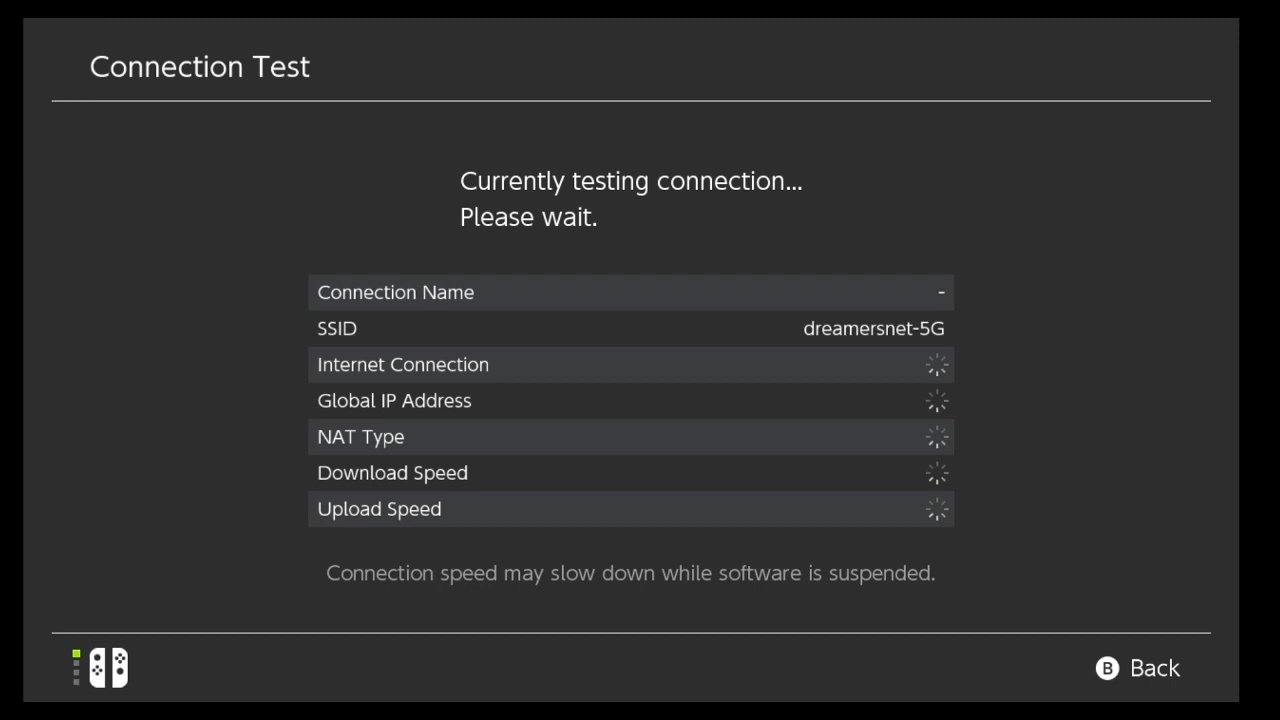 Connection Test
Currently testing connection...
Please wait.
Connection Name -
SSID dreamersnet-5G
Internet Connection
Global IP Address
NAT Type
Download Speed
Upload Speed
Connection speed may slow down while software is suspended.
B Back